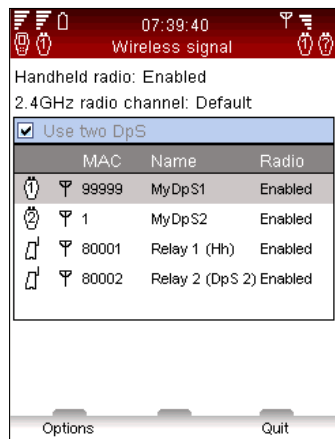 07:39:40
Wireless signal
Handheld radio: Enabled
2.4GHz radio channel: Default
Use two DpS
MAC Name Radio
1 99999 MyDpS1 Enabled
2 1 MyDpS2 Enabled
80001 Relay 1 (Hh) Enabled
80002 Relay 2 (DpS 2) Enabled
Options Quit